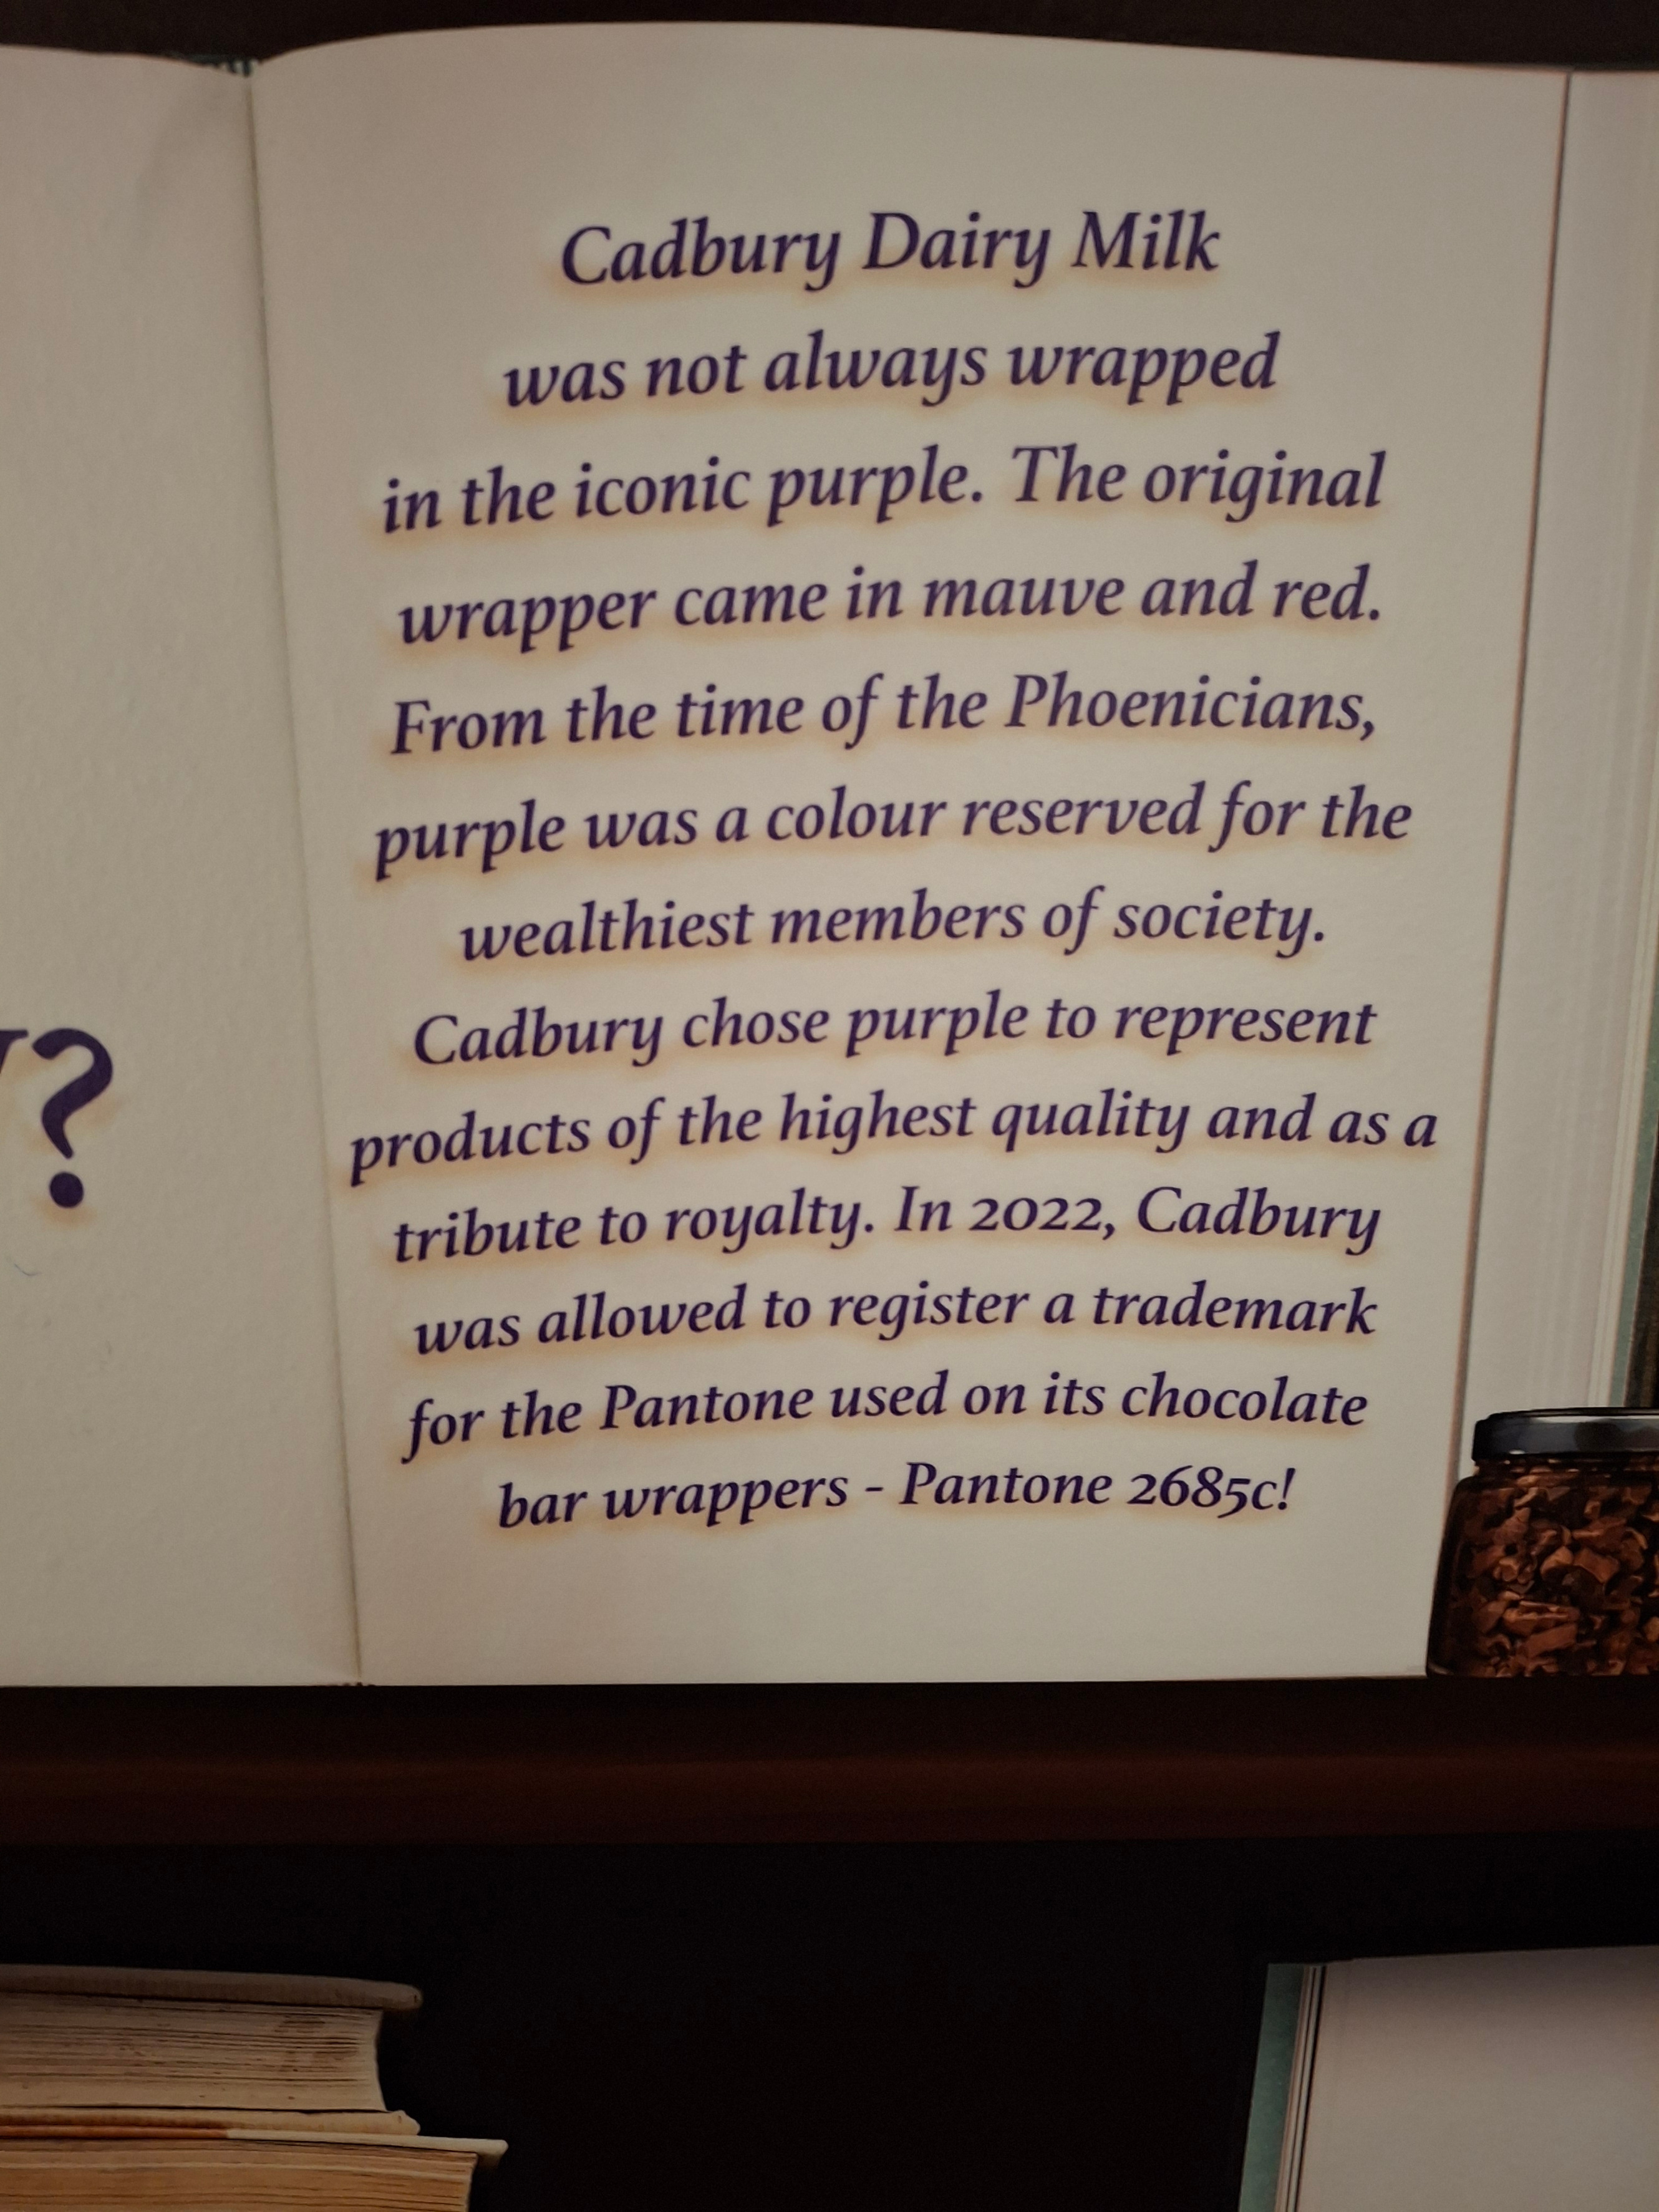 Cadbury Dairy Milk
was not always wrapped
in the iconic purple. The original
wrapper came in mauve and red.
From the time of the Phoenicians,
purple was a colour reserved for the
wealthiest members of society.
Cadbury chose purple to represent
products of the highest quality and as a
tribute to royalty. In 2022, Cadbury
was allowed to register a trademark
for the Pantone used on its chocolate
bar wrappers - Pantone 2685c!
?